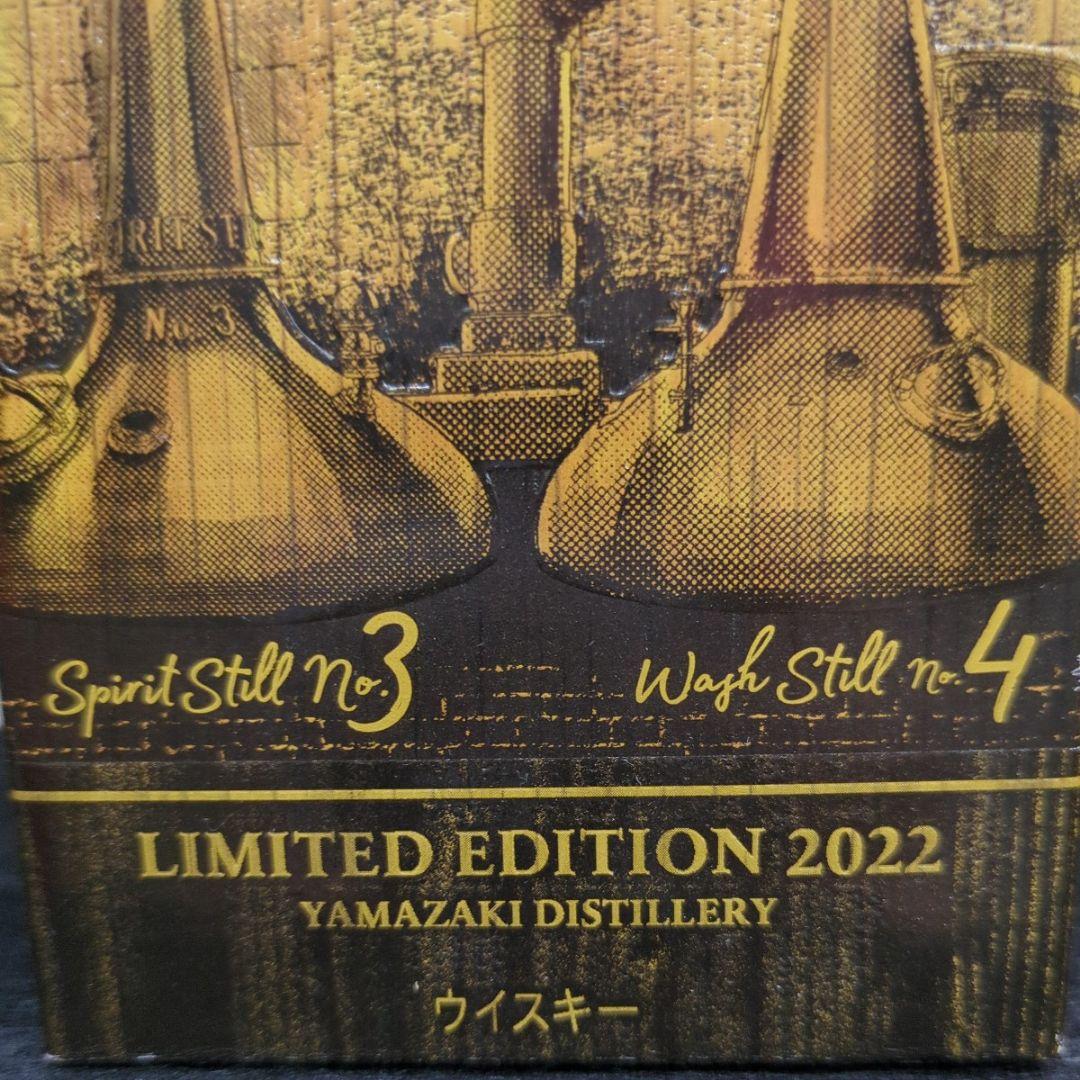 No. 3
Spirit Still No.3
Wash Still No.4
LIMITED EDITION 2022
YAMAZAKI DISTILLERY
ウイスキー